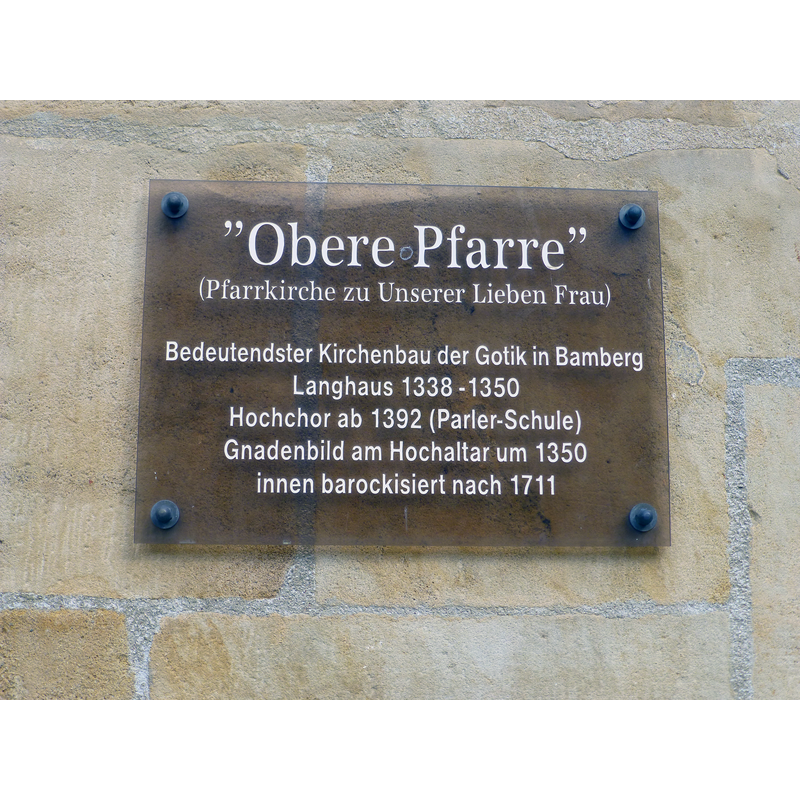 ”Obere Pfarre”
(Pfarrkirche zu Unserer Lieben Frau)
Bedeutendster Kirchenbau der Gotik in Bamberg
Langhaus 1338 - 1350
Hochchor ab 1392 (Parler-Schule)
Gnadenbild am Hochaltar um 1350
innen barockisiert nach 1711